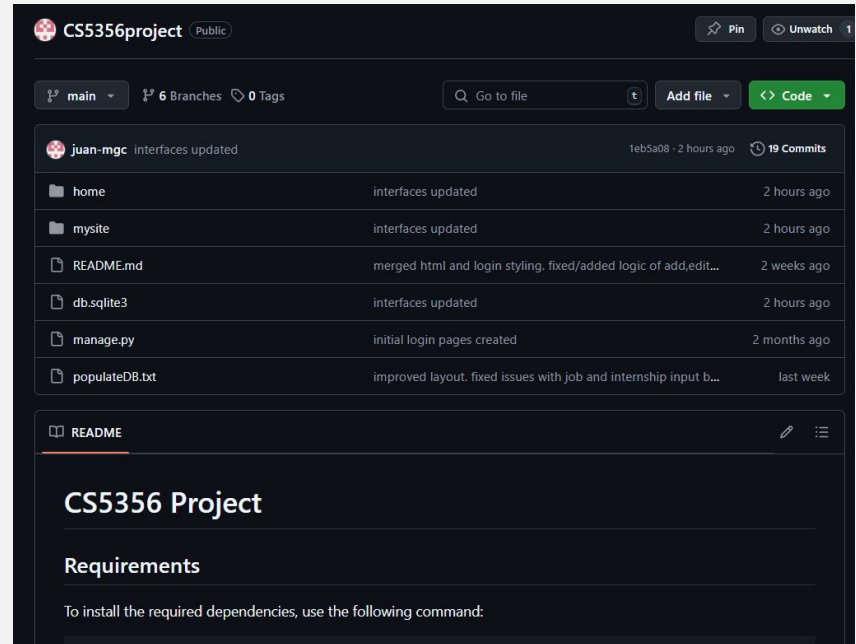 CS5356project Public Pin Unwatch 1
main 6 Branches 0 Tags Go to file t Add file Code
juan-mgc interfaces updated 1eb5a08 · 2 hours ago 19 Commits
home interfaces updated 2 hours ago
mysite interfaces updated 2 hours ago
README.md merged html and login styling. fixed/added logic of add,edit... 2 weeks ago
db.sqlite3 interfaces updated 2 hours ago
manage.py initial login pages created 2 months ago
populateDB.txt improved layout. fixed issues with job and internship input b... last week
README
CS5356 Project
Requirements
To install the required dependencies, use the following command: